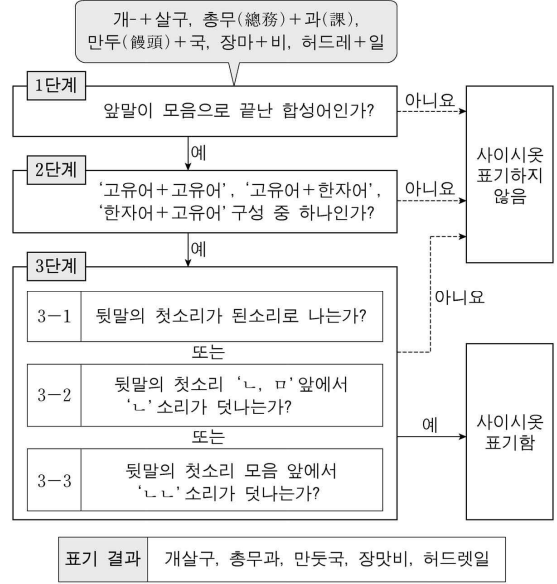 개-+살구, 총무(總務)+과(課),
만두(饅頭)+국, 장마+비, 허드레+일
1단계
앞말이 모음으로 끝난 합성어인가?
아니요
예
2단계
‘고유어+고유어’, ‘고유어+한자어’,
‘한자어+고유어’ 구성 중 하나인가?
아니요
사이시옷
표기하지
않음
예
3단계
3-1
뒷말의 첫소리가 된소리로 나는가?
아니요
또는
3-2
뒷말의 첫소리 ‘ㄴ, ㅁ’앞에서
‘ㄴ’소리가 덧나는가?
또는
예
사이시옷
표기함
3-3
뒷말의 첫소리 모음 앞에서
‘ㄴㄴ’소리가 덧나는가?
표기 결과
개살구, 총무과, 만둣국, 장맛비, 허드렛일